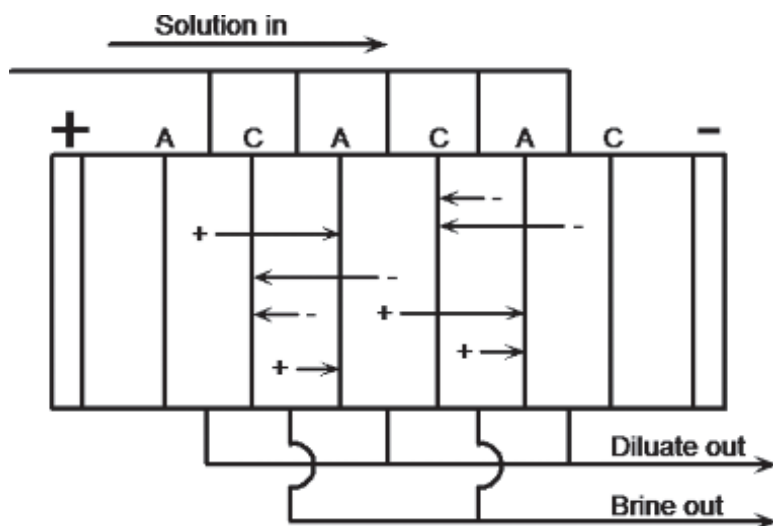 Solution in
+ A C A C A C -
-
+ -
-
+
-
+
+
Diluate out
Brine out